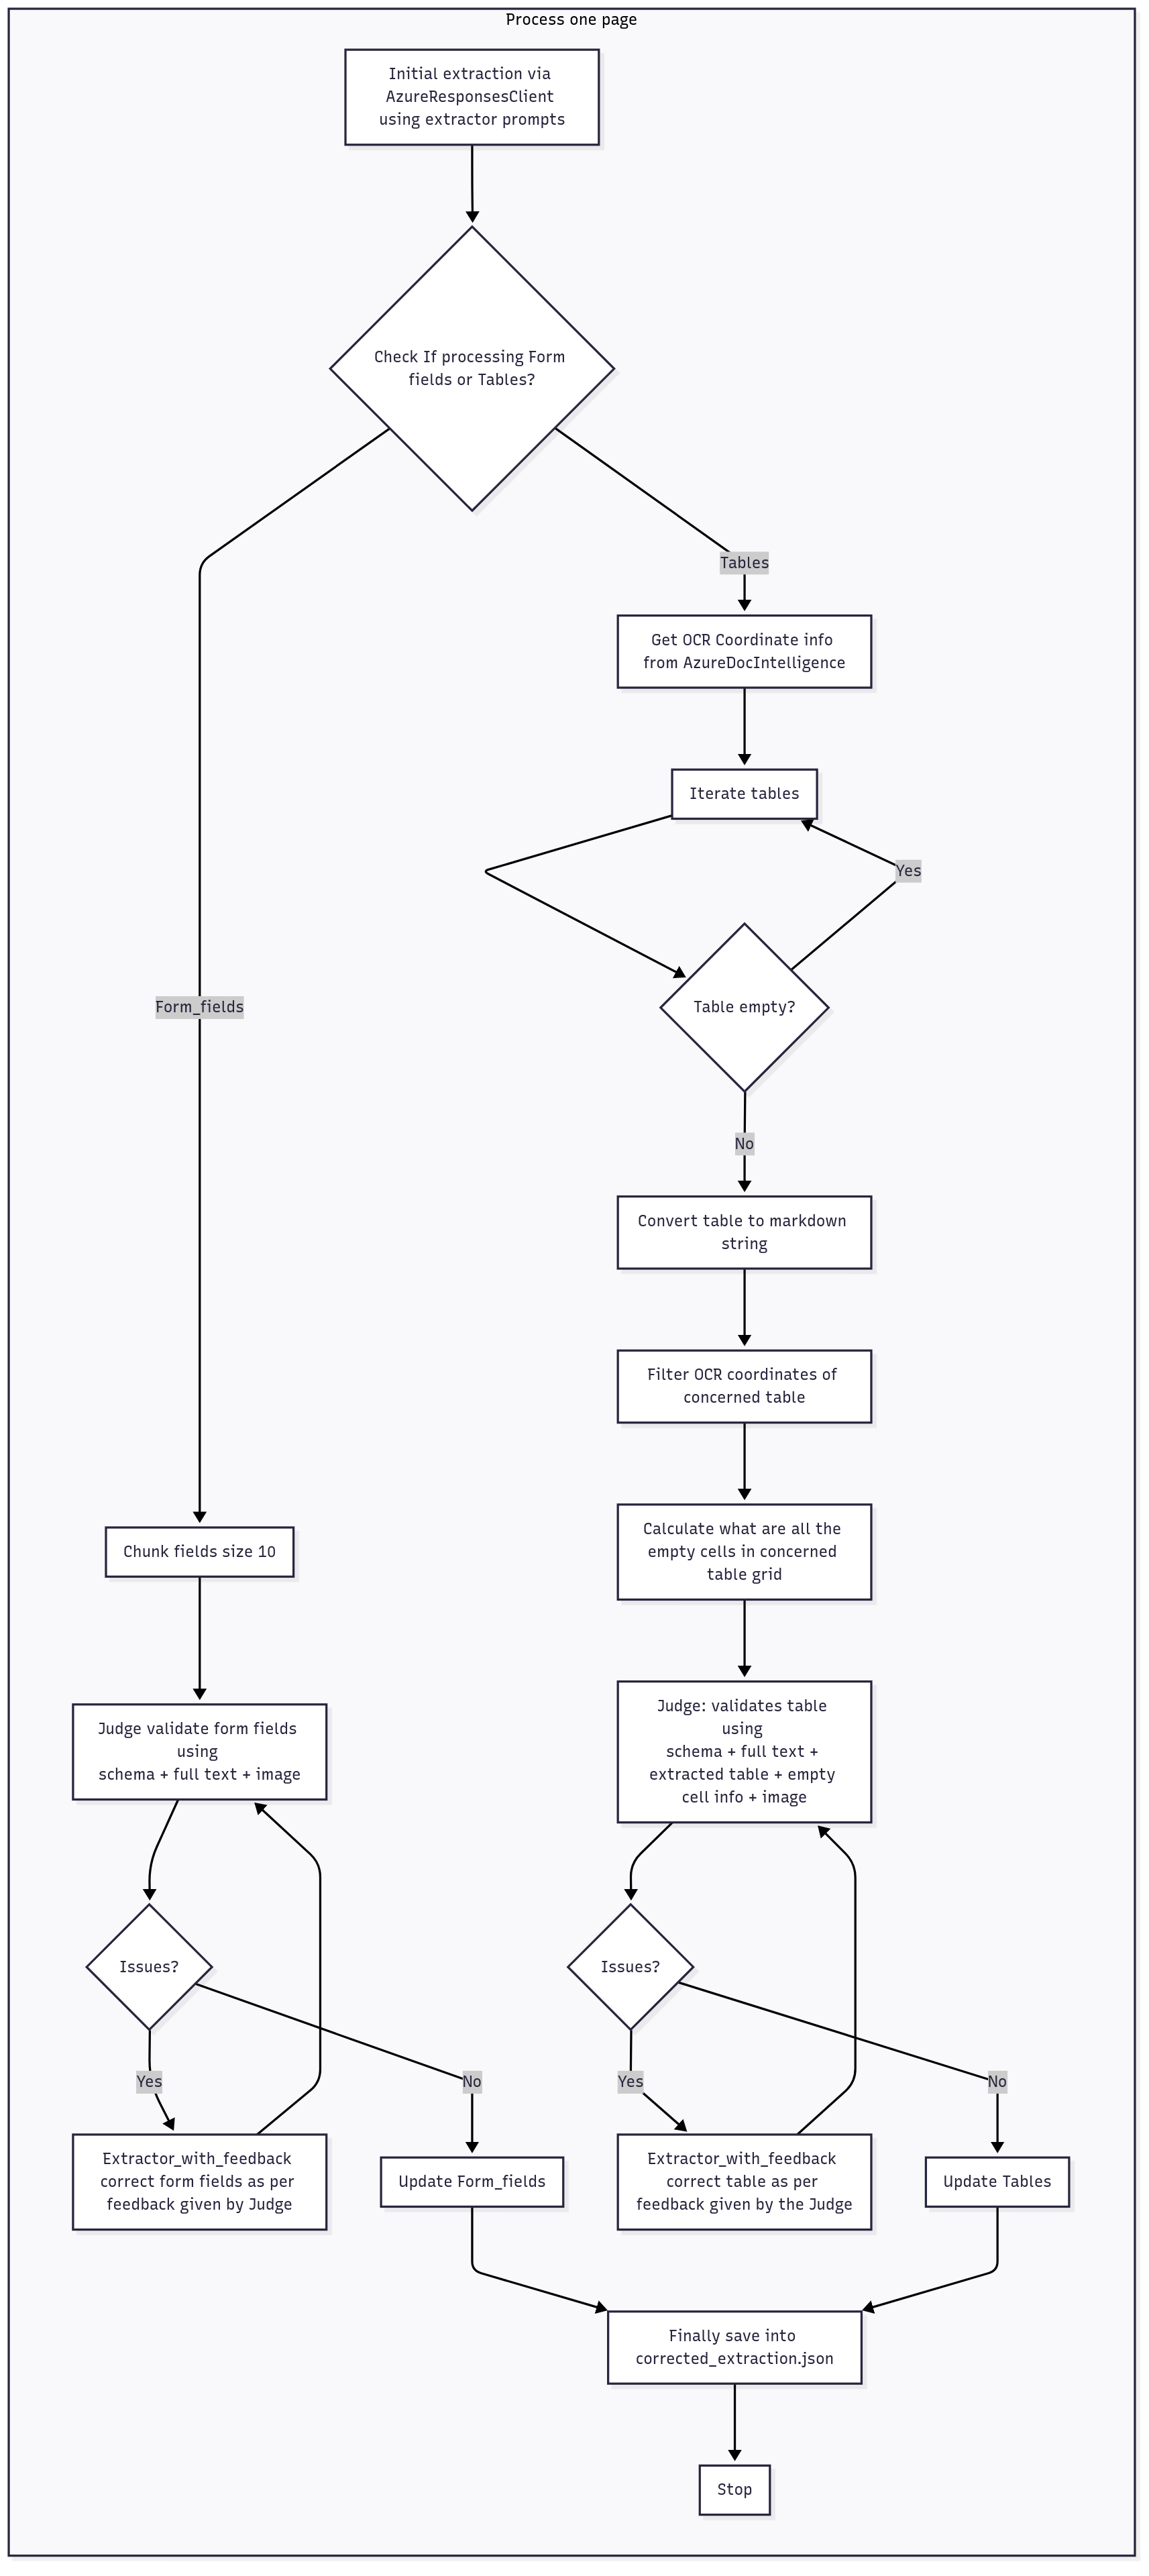 Process one page
Initial extraction via
AzureResponsesClient
using extractor prompts
Check If processing Form
fields or Tables?
Tables
Get OCR Coordinate info
from AzureDocIntelligence
Iterate tables
Yes
Table empty?
Form_fields
No
Convert table to markdown
string
Filter OCR coordinates of
concerned table
Calculate what are all the
empty cells in concerned
table grid
Chunk fields size 10
Judge validate form fields
using
schema + full text + image
Judge: validates table
using
schema + full text +
extracted table + empty
cell info + image
Issues?
Issues?
Yes
No
Yes
No
Extractor_with_feedback
correct form fields as per
feedback given by Judge
Update Form_fields
Extractor_with_feedback
correct table as per
feedback given by the Judge
Update Tables
Finally save into
corrected_extraction.json
Stop